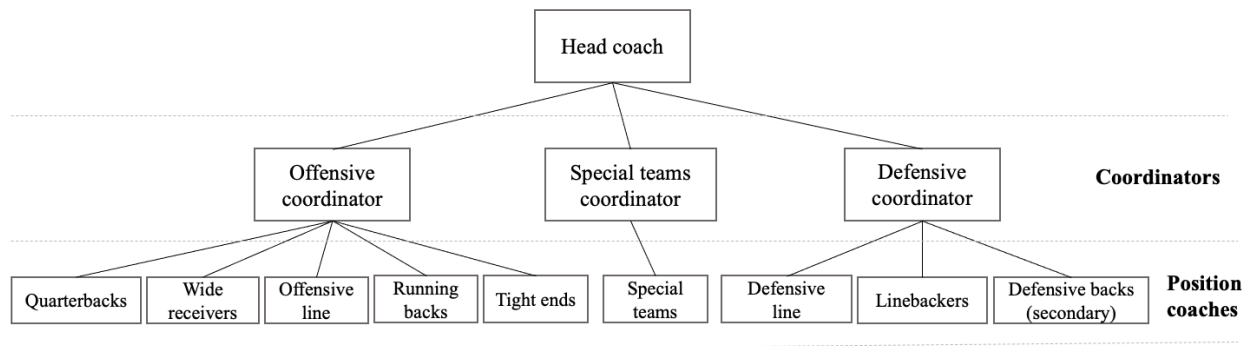 Head coach
Offensive
coordinator
Special teams
coordinator
Defensive
coordinator
Coordinators
Quarterbacks
Wide
receivers
Offensive
line
Running
backs
Tight ends
Special
teams
Defensive
line
Linebackers
Defensive backs
(secondary)
Position
coaches